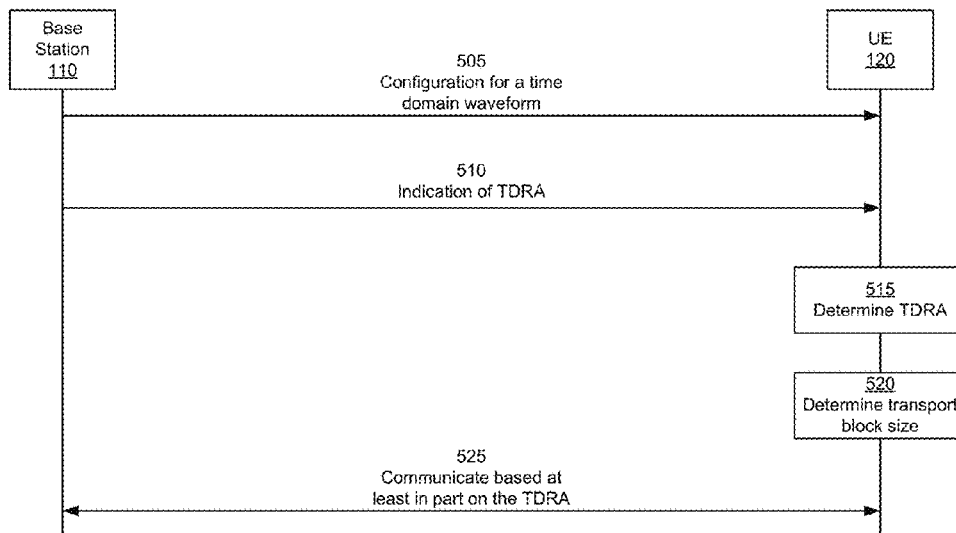 Base
Station
110
UE
120
505
Configuration for a time
domain waveform
510
Indication of TDRA
515
Determine TDRA
520
Determine transport
block size
525
Communicate based at
least in part on the TDRA